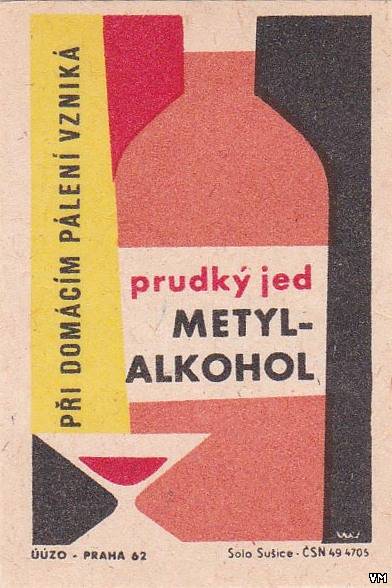 PŘI DOMÁCÍM PÁLENÍ VZNIKÁ
prudký jed
METYL-
ALKOHOL
ÚÚZO - PRAHA 62
Solo Sušice - ČSN 49 4705
VM